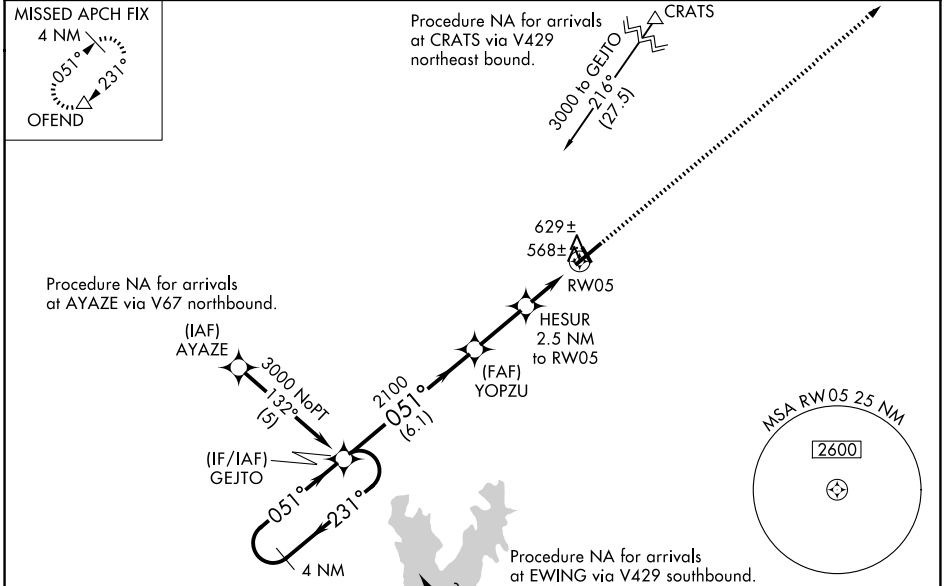 MISSED APCH FIX
4 NM
051°
231°
OFEND
Procedure NA for arrivals
at CRATS via V429
northeast bound.
CRATS
3000 to GEJTO
216°
(27.5)
629±
568±
RW05
HESUR
2.5 NM
to RW05
(FAF)
YOPZU
Procedure NA for arrivals
at AYAZE via V67 northbound.
(IAF)
AYAZE
3000 NoPT
132°
(5)
2100
051°
(6.1)
(IF/IAF)
GEJTO
051°
231°
4 NM
MSA RW05 25 NM
2600
Procedure NA for arrivals
at EWING via V429 southbound.